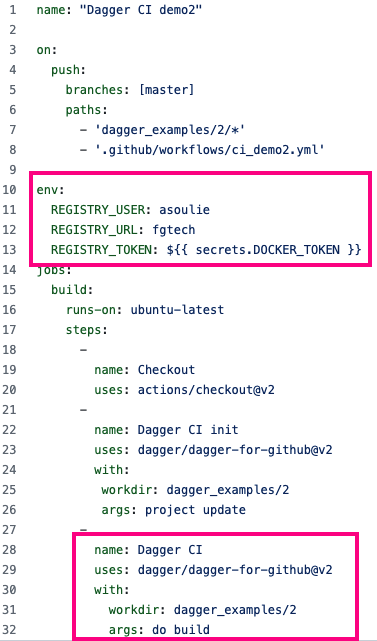 1 name: "Dagger CI demo2"
2
3 on:
4   push:
5     branches: [master]
6     paths:
7       - 'dagger_examples/2/*'
8       - '.github/workflows/ci_demo2.yml'
9
10 env:
11   REGISTRY_USER: asoulie
12   REGISTRY_URL: fgtech
13   REGISTRY_TOKEN: ${{ secrets.DOCKER_TOKEN }}
14 jobs:
15   build:
16     runs-on: ubuntu-latest
17     steps:
18       -
19         name: Checkout
20         uses: actions/checkout@v2
21       -
22         name: Dagger CI init
23         uses: dagger/dagger-for-github@v2
24         with:
25          workdir: dagger_examples/2
26          args: project update
27       -
28         name: Dagger CI
29         uses: dagger/dagger-for-github@v2
30         with:
31           workdir: dagger_examples/2
32           args: do build